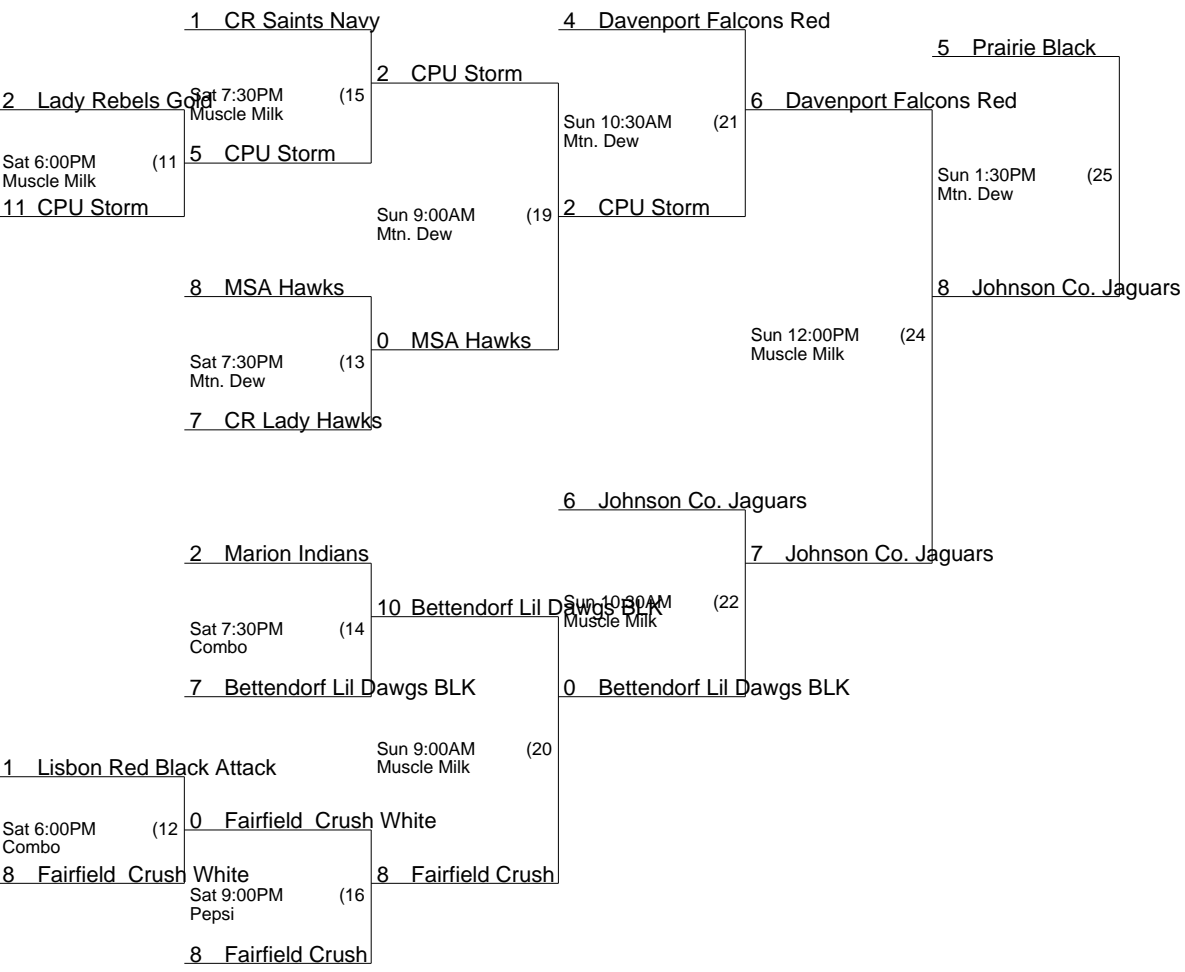 1 CR Saints Navy
4 Davenport Falcons Red
5 Prairie Black
2 CPU Storm
2 Lady Rebels Gold
Sat 7:30PM (15
Muscle Milk
6 Davenport Falcons Red
Sun 10:30AM (21
Mtn. Dew
Sat 6:00PM (11
Muscle Milk
5 CPU Storm
Sun 1:30PM (25
Mtn. Dew
11 CPU Storm
Sun 9:00AM (19
Mtn. Dew
2 CPU Storm
8 MSA Hawks
8 Johnson Co. Jaguars
0 MSA Hawks
Sun 12:00PM (24
Muscle Milk
Sat 7:30PM (13
Mtn. Dew
7 CR Lady Hawks
6 Johnson Co. Jaguars
2 Marion Indians
7 Johnson Co. Jaguars
10 Bettendorf Lil Dawgs BLK
Sun 10:30AM (22
Muscle Milk
Sat 7:30PM (14
Combo
7 Bettendorf Lil Dawgs BLK
0 Bettendorf Lil Dawgs BLK
Sun 9:00AM (20
Muscle Milk
1 Lisbon Red Black Attack
Sat 6:00PM (12
Combo
0 Fairfield Crush White
8 Fairfield Crush White
8 Fairfield Crush
Sat 9:00PM (16
Pepsi
8 Fairfield Crush